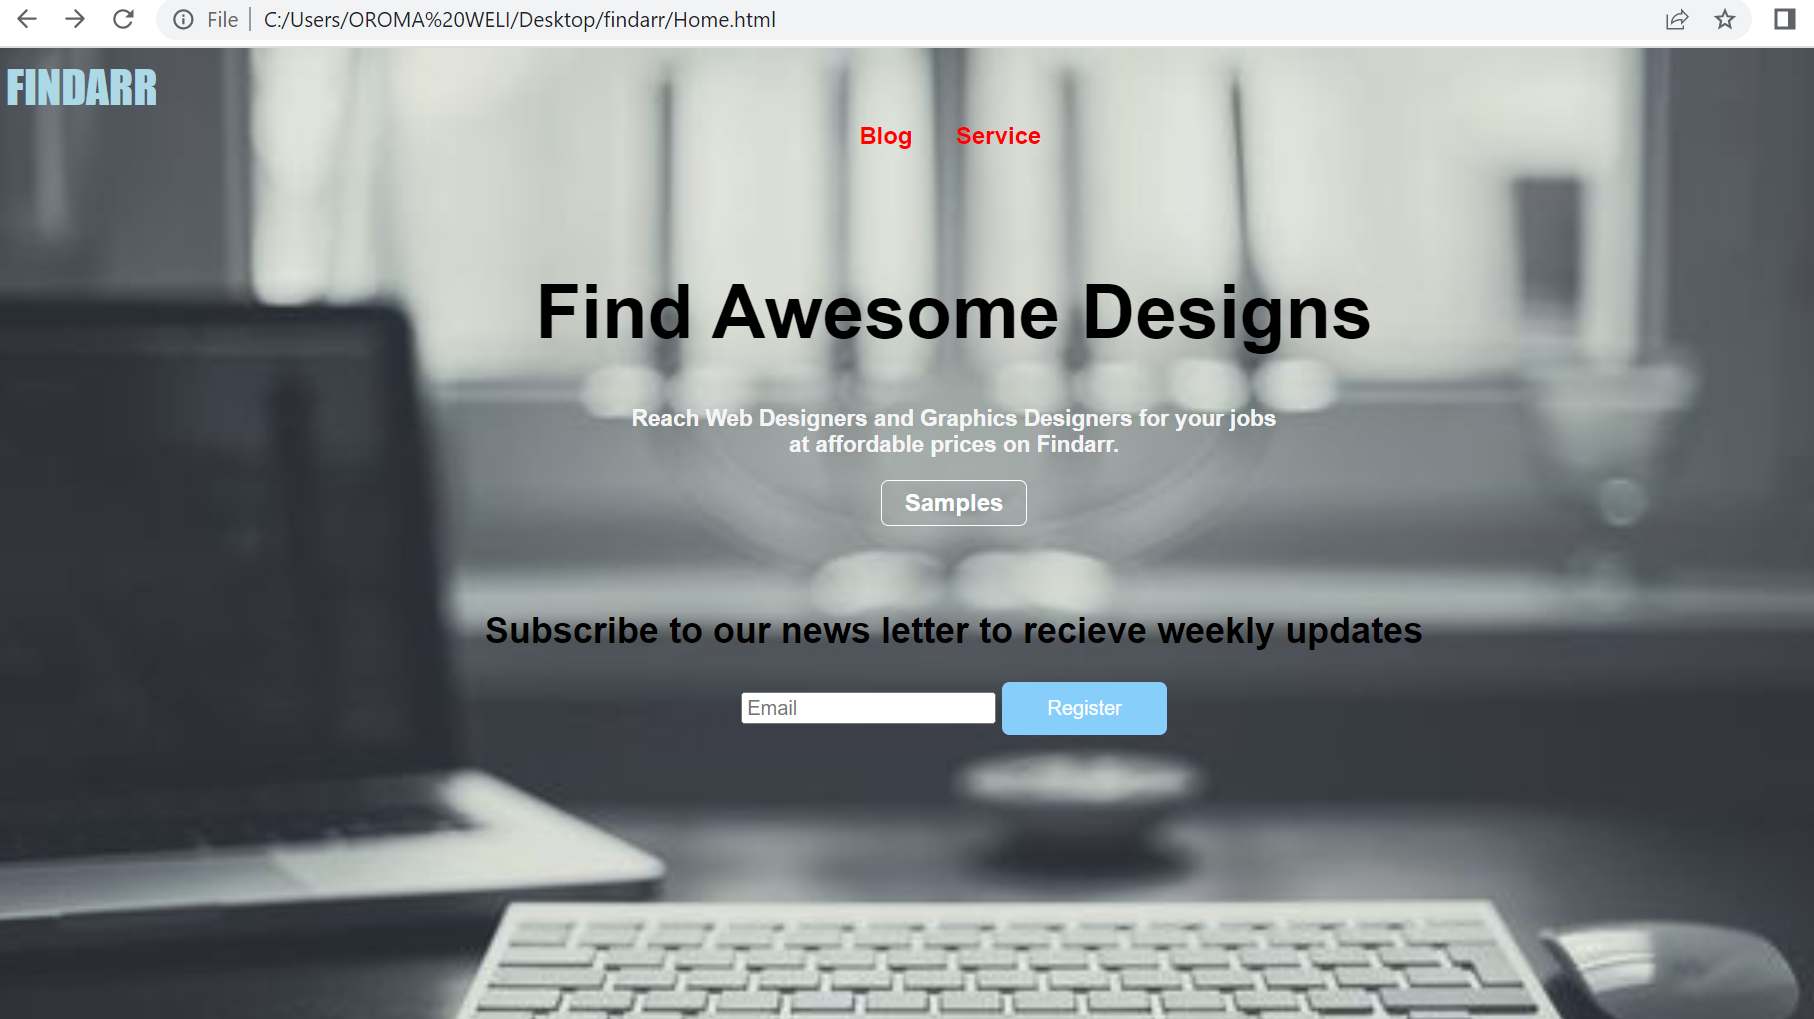 File | C:/Users/OROMA%20WELI/Desktop/findarr/Home.html
FINDARR
Blog Service
Find Awesome Designs
Reach Web Designers and Graphics Designers for your jobs
at affordable prices on Findarr.
Samples
Subscribe to our news letter to recieve weekly updates
Email Register